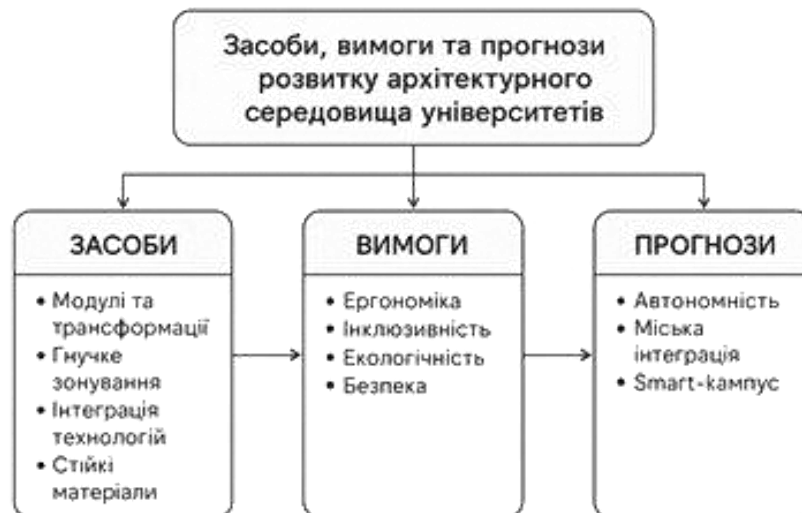 Засоби, вимоги та прогнози
розвитку архітектурного
середовища університетів
ЗАСОБИ
• Модулі та
трансформації
• Гнучке
зонування
• Інтеграція
технологій
• Стійкі
матеріали
ВИМОГИ
• Ергономіка
• Інклюзивність
• Екологічність
• Безпека
ПРОГНОЗИ
• Автономність
• Міська
інтеграція
• Smart-кампус